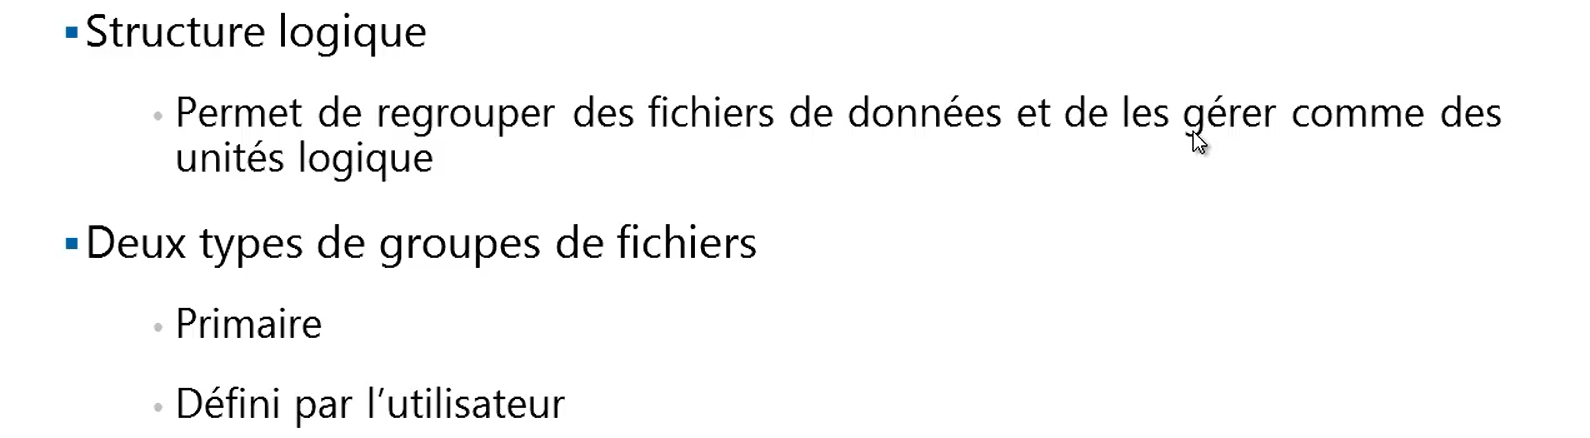 Structure logique
Permet de regrouper des fichiers de données et de les gérer comme des
unités logique
Deux types de groupes de fichiers
Primaire
Défini par l'utilisateur